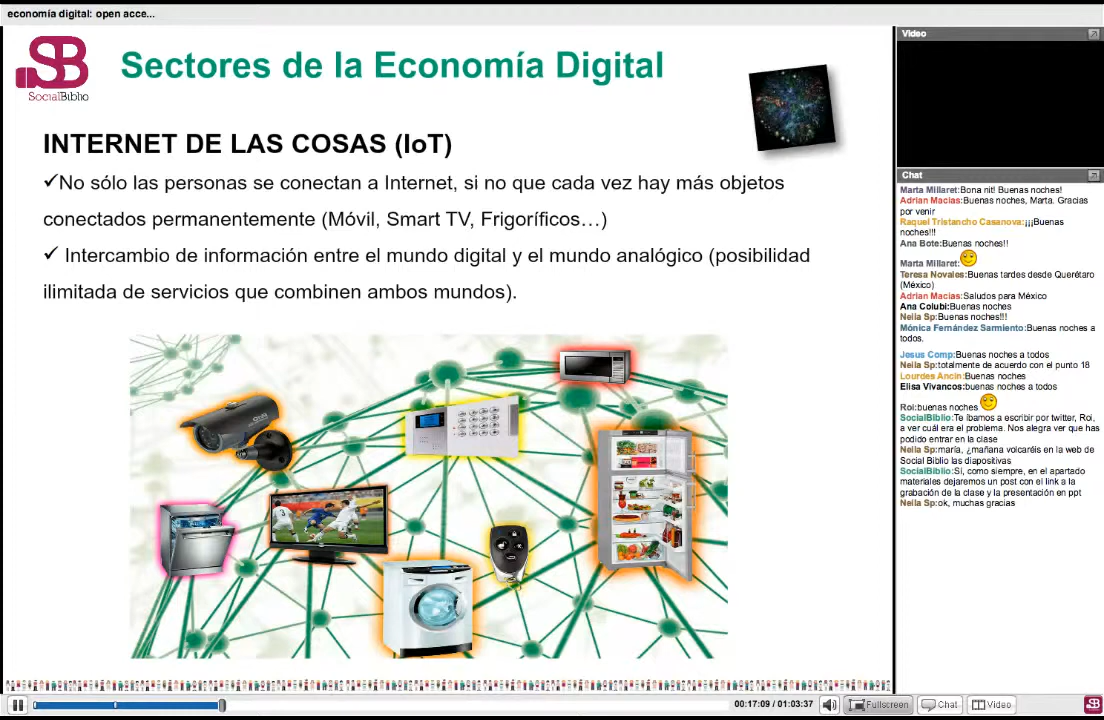 economía digital: open acce...
SB
SocialBiblio
Sectores de la Economía Digital
INTERNET DE LAS COSAS (IoT)
✓No sólo las personas se conectan a Internet, si no que cada vez hay más objetos
conectados permanentemente (Móvil, Smart TV, Frigoríficos…)
✓ Intercambio de información entre el mundo digital y el mundo analógico (posibilidad
ilimitada de servicios que combinen ambos mundos).
Video
Chat
Marta Millaret:Bona nit! Buenas noches!
Adrian Macias:Buenas noches, Marta. Gracias
por venir
Raquel Tristancho Casanova:¡¡¡Buenas
noches!!!
Ana Bote:Buenas noches!!
Marta Millaret:
Teresa Novales:Buenas tardes desde Querétaro
(México)
Adrian Macias:Saludos para México
Ana Colubi:Buenas noches
Neila Sp:Buenas noches!!!
Mónica Fernández Sarmiento:Buenas noches a
todos.
Jesus Comp:Buenas noches a todos
Neila Sp:totalmente de acuerdo con el punto 18
Lourdes Ancin:Buenas noches
Elisa Vivancos:buenas noches a todos
Roi:buenas noches
SocialBiblio:Te íbamos a escribir por twitter, Roi,
a ver cuál era el problema. Nos alegra ver que has
podido entrar en la clase
Neila Sp:maría, ¿mañana volcaréis en la web de
Social Biblio las diapositivas
SocialBiblio:Sí, como siempre, en el apartado
materiales dejaremos un post con el link a la
grabación de la clase y la presentación en ppt
Neila Sp:ok, muchas gracias
00:17:09 / 01:03:37
Fullscreen
Chat
Video
SB